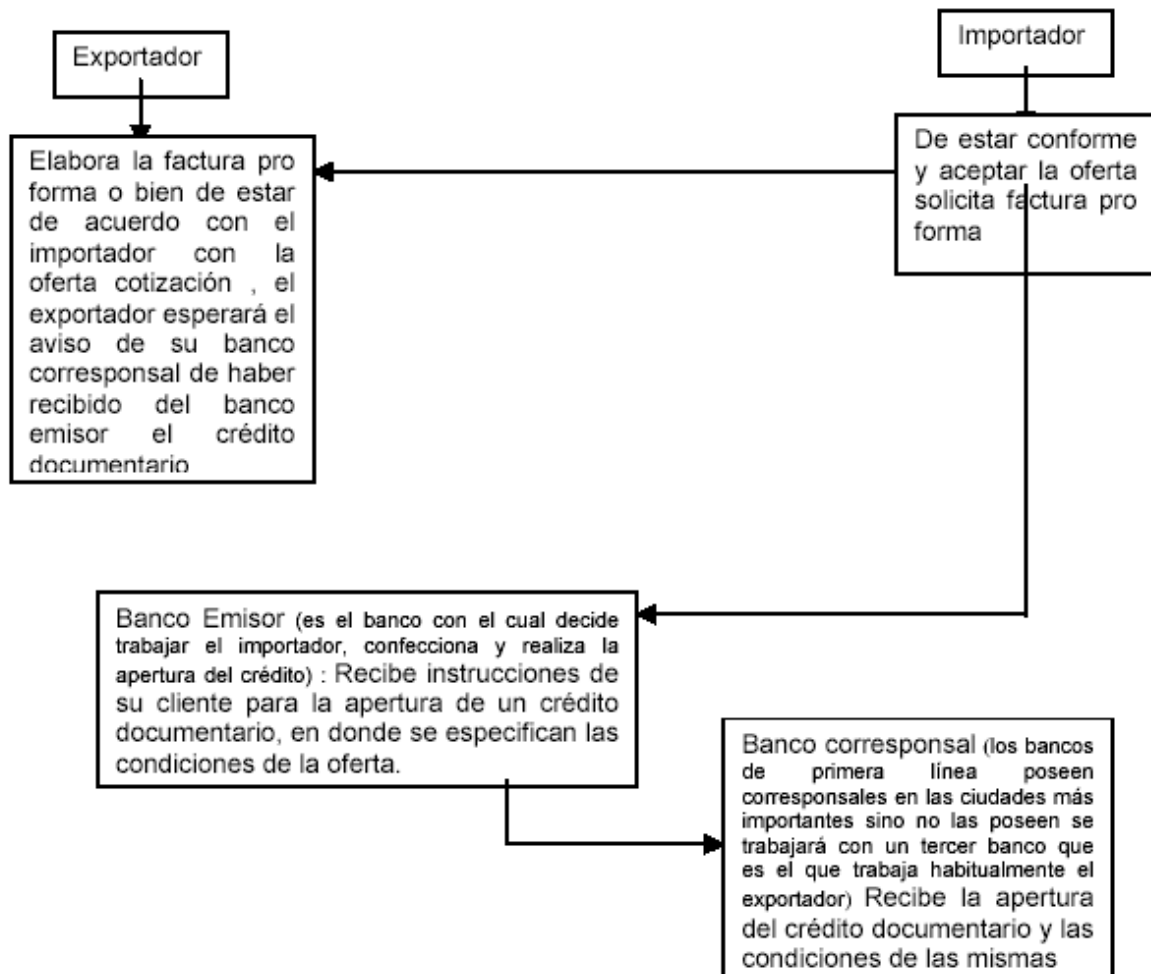 Exportador
Importador
Elabora la factura pro
forma o bien de estar
de acuerdo con el
importador con la
oferta cotización , el
exportador esperará el
aviso de su banco
corresponsal de haber
recibido del banco
emisor el crédito
documentario
De estar conforme
y aceptar la oferta
solicita factura pro
forma
Banco Emisor (es el banco con el cual decide
trabajar el importador, confecciona y realiza la
apertura del crédito) : Recibe instrucciones de
su cliente para la apertura de un crédito
documentario, en donde se especifican las
condiciones de la oferta.
Banco corresponsal (los bancos
de primera línea poseen
corresponsales en las ciudades más
importantes sino no las poseen se
trabajará con un tercer banco que
es el que trabaja habitualmente el
exportador) Recibe la apertura
del crédito documentario y las
condiciones de las mismas